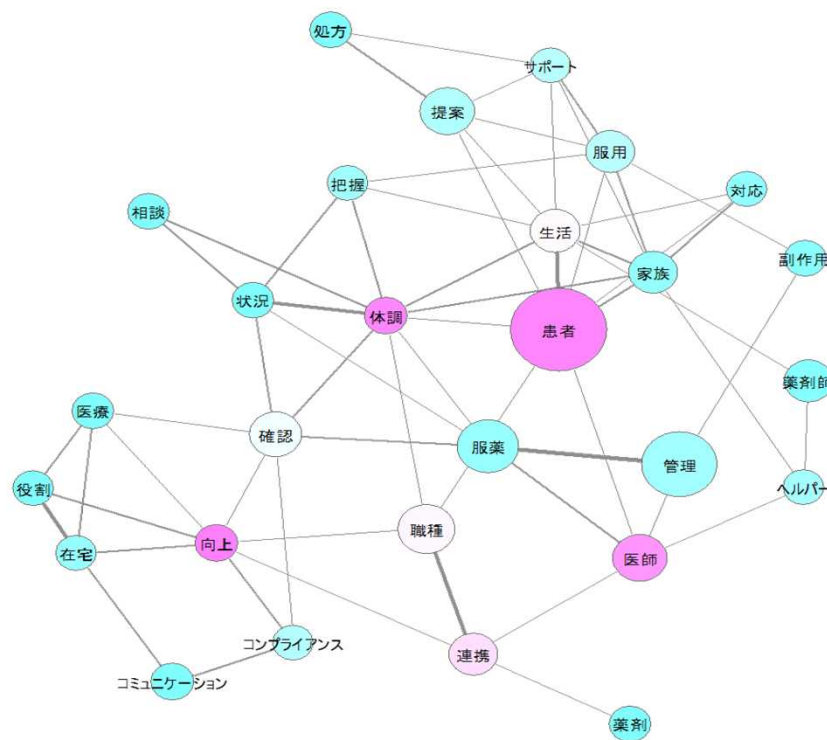 処方
サポート
提案
服用
把握
対応
相談
生活
副作用
家族
状況
体調
患者
薬剤師
医療
確認
服薬
管理
役割
ヘルパー
職種
向上
在宅
医師
コンプライアンス
連携
コミュニケーション
薬剤